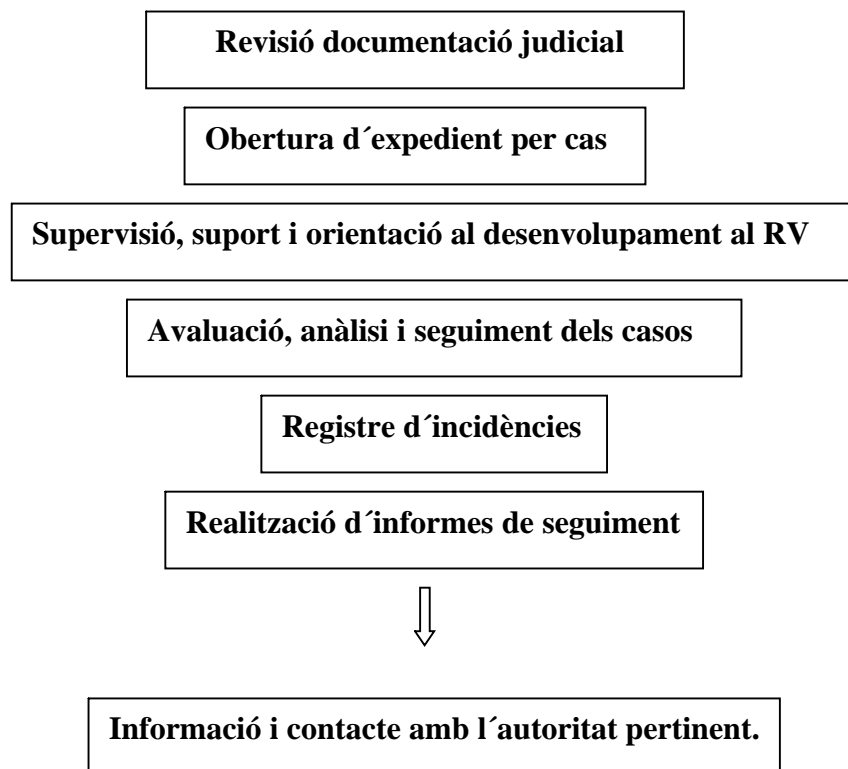 Revisió documentació judicial
Obertura d´expedient per cas
Supervisió, suport i orientació al desenvolupament al RV
Avaluació, anàlisi i seguiment dels casos
Registre d´incidències
Realització d´informes de seguiment
Informació i contacte amb l´autoritat pertinent.